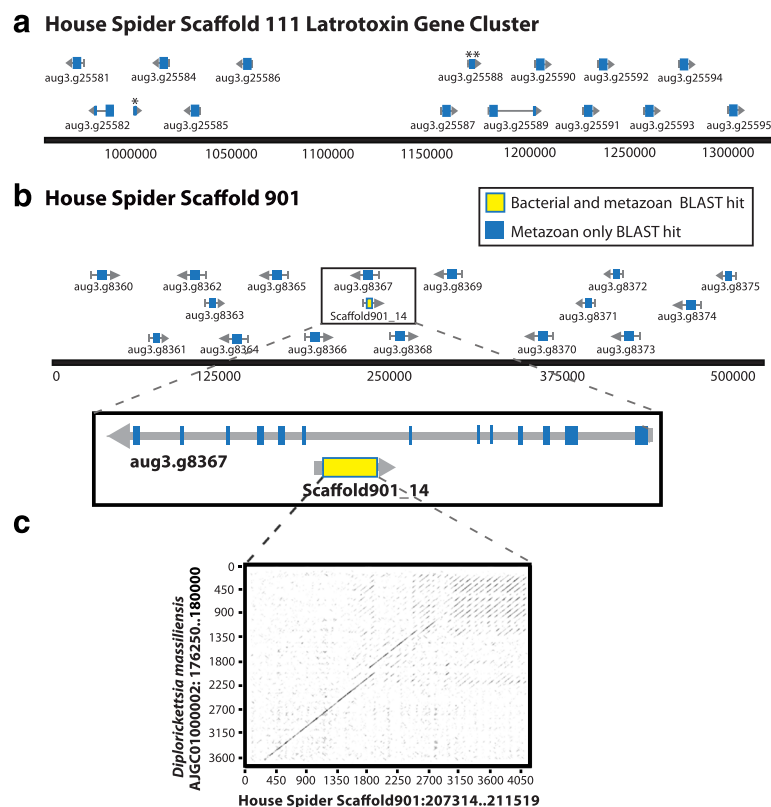 a House Spider Scaffold 111 Latrotoxin Gene Cluster
**
aug3.g25581 aug3.g25584 aug3.g25586 aug3.g25588 aug3.g25590 aug3.g25592 aug3.g25594
*
aug3.g25582 aug3.g25585 aug3.g25587 aug3.g25589 aug3.g25591 aug3.g25593 aug3.g25595
1000000 1050000 1100000 1150000 1200000 1250000 1300000
b House Spider Scaffold 901
Bacterial and metazoan BLAST hit
Metazoan only BLAST hit
aug3.g8360 aug3.g8362 aug3.g8365 aug3.g8367 aug3.g8369 aug3.g8372 aug3.g8375
aug3.g8363 Scaffold901_14 aug3.g8371 aug3.g8374
aug3.g8361 aug3.g8364 aug3.g8366 aug3.g8368 aug3.g8370 aug3.g8373
0 125000 250000 375000 500000
aug3.g8367
Scaffold901_14
c
Diplorickettsia massiliensis
AJGC01000002: 176250..180000
0
450
900
1350
1800
2250
2700
3150
3600
0 450 900 1350 1800 2250 2700 3150 3600 4050
House Spider Scaffold901:207314..211519